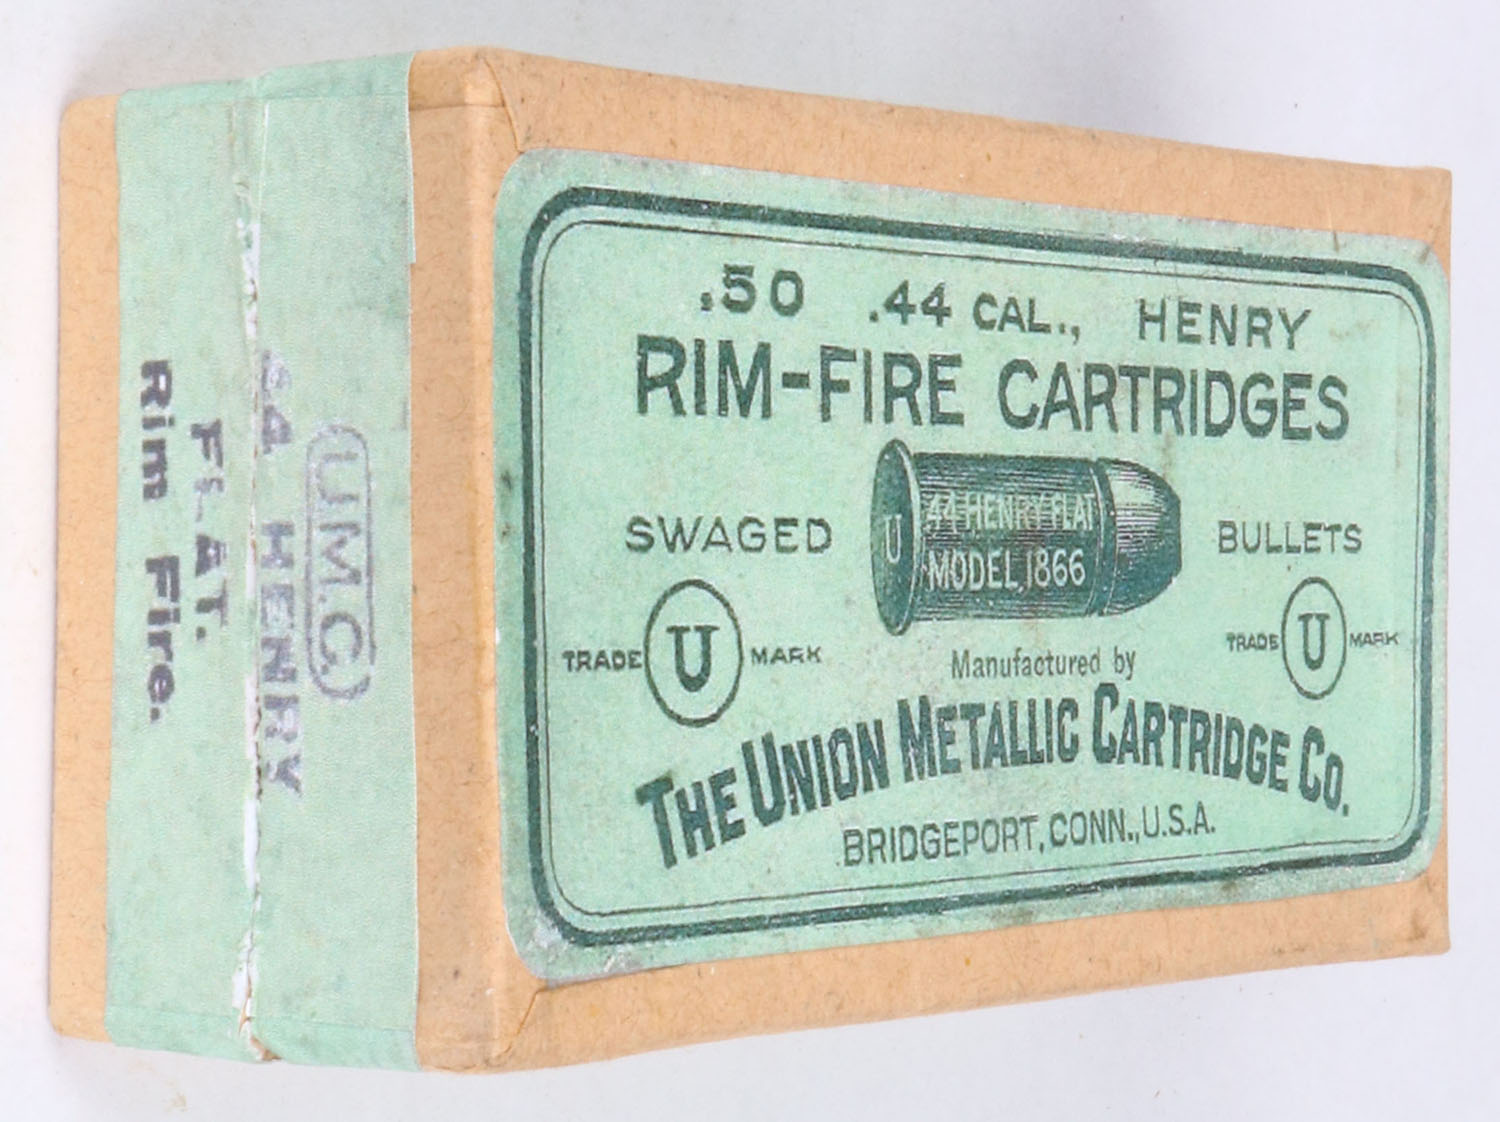 .50 .44 CAL., HENRY
RIM-FIRE CARTRIDGES
44 HENRY FLAT
U
MODEL, 1866
SWAGED
BULLETS
TRADE U MARK
TRADE U MARK
Manufactured by
THE UNION METALLIC CARTRIDGE CO.
BRIDGEPORT, CONN., U.S.A.
U.M.C.
44 HENRY
FLAT.
Rim Fire.